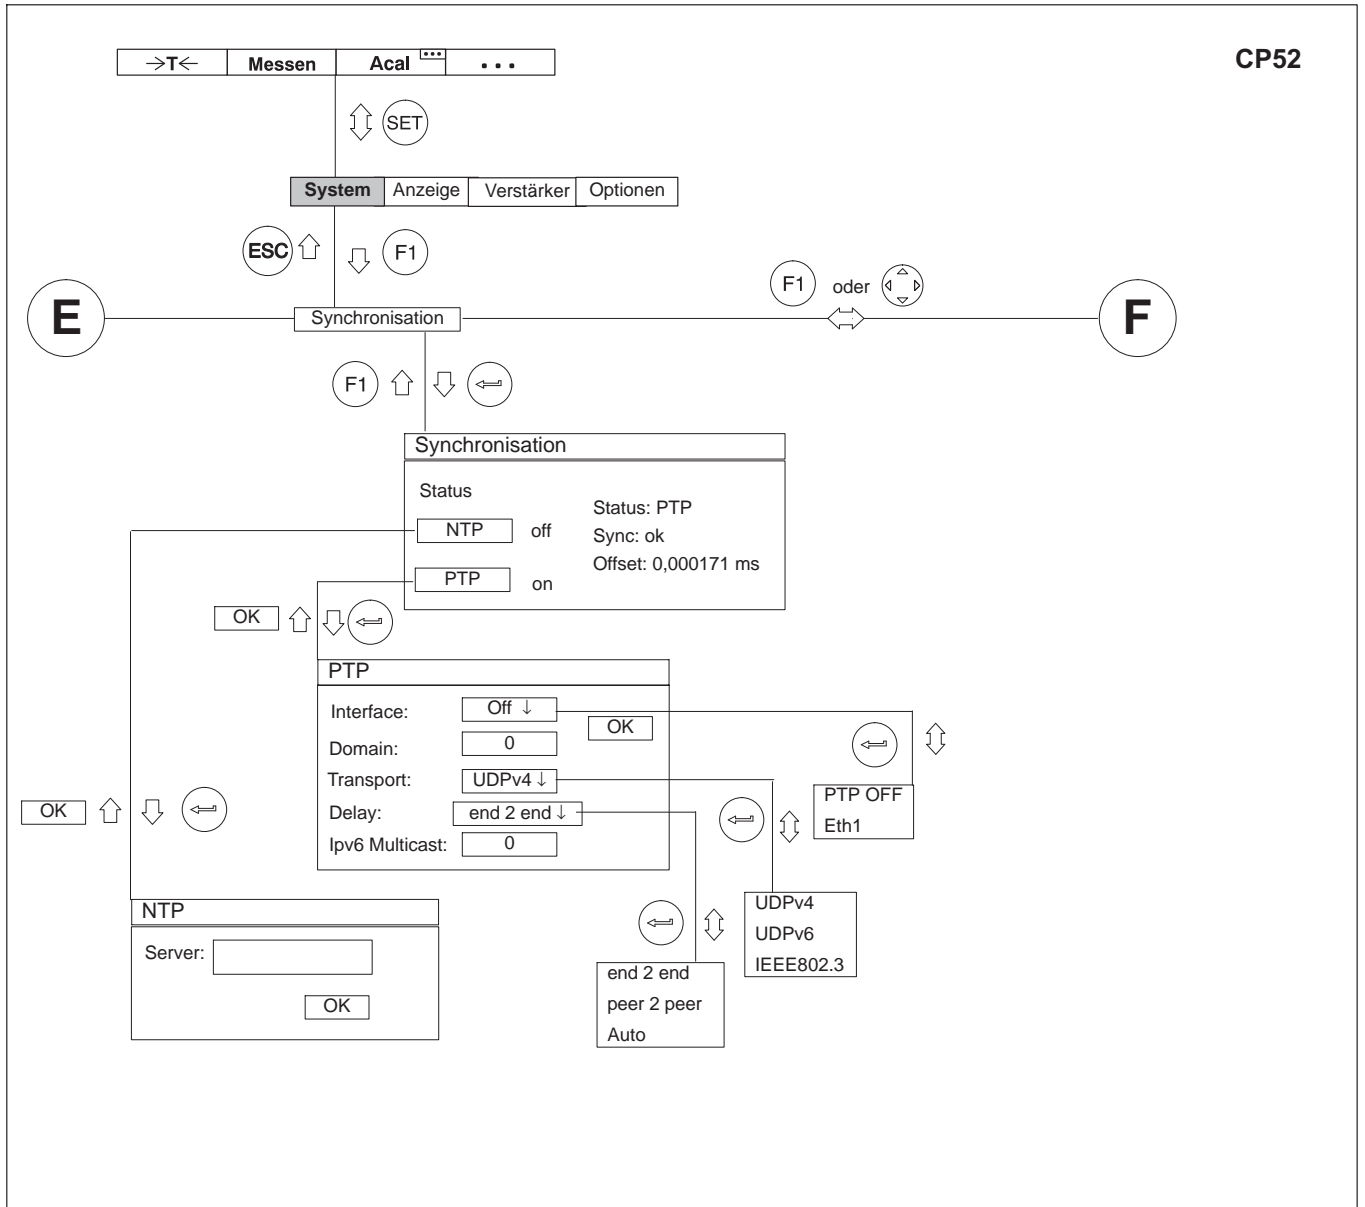 CP52
→T← Messen Acal ... ...
SET
System Anzeige Verstärker Optionen
ESC F1
F1 oder
E Synchronisation F
F1
Synchronisation
Status
Status: PTP
NTP off
Sync: ok
Offset: 0,000171 ms
PTP on
OK
PTP
Interface: Off ↓
OK
Domain: 0
Transport: UDPv4 ↓
Delay: end 2 end ↓
Ipv6 Multicast: 0
PTP OFF
Eth1
OK
UDPv4
UDPv6
IEEE802.3
NTP
Server:
OK
end 2 end
peer 2 peer
Auto